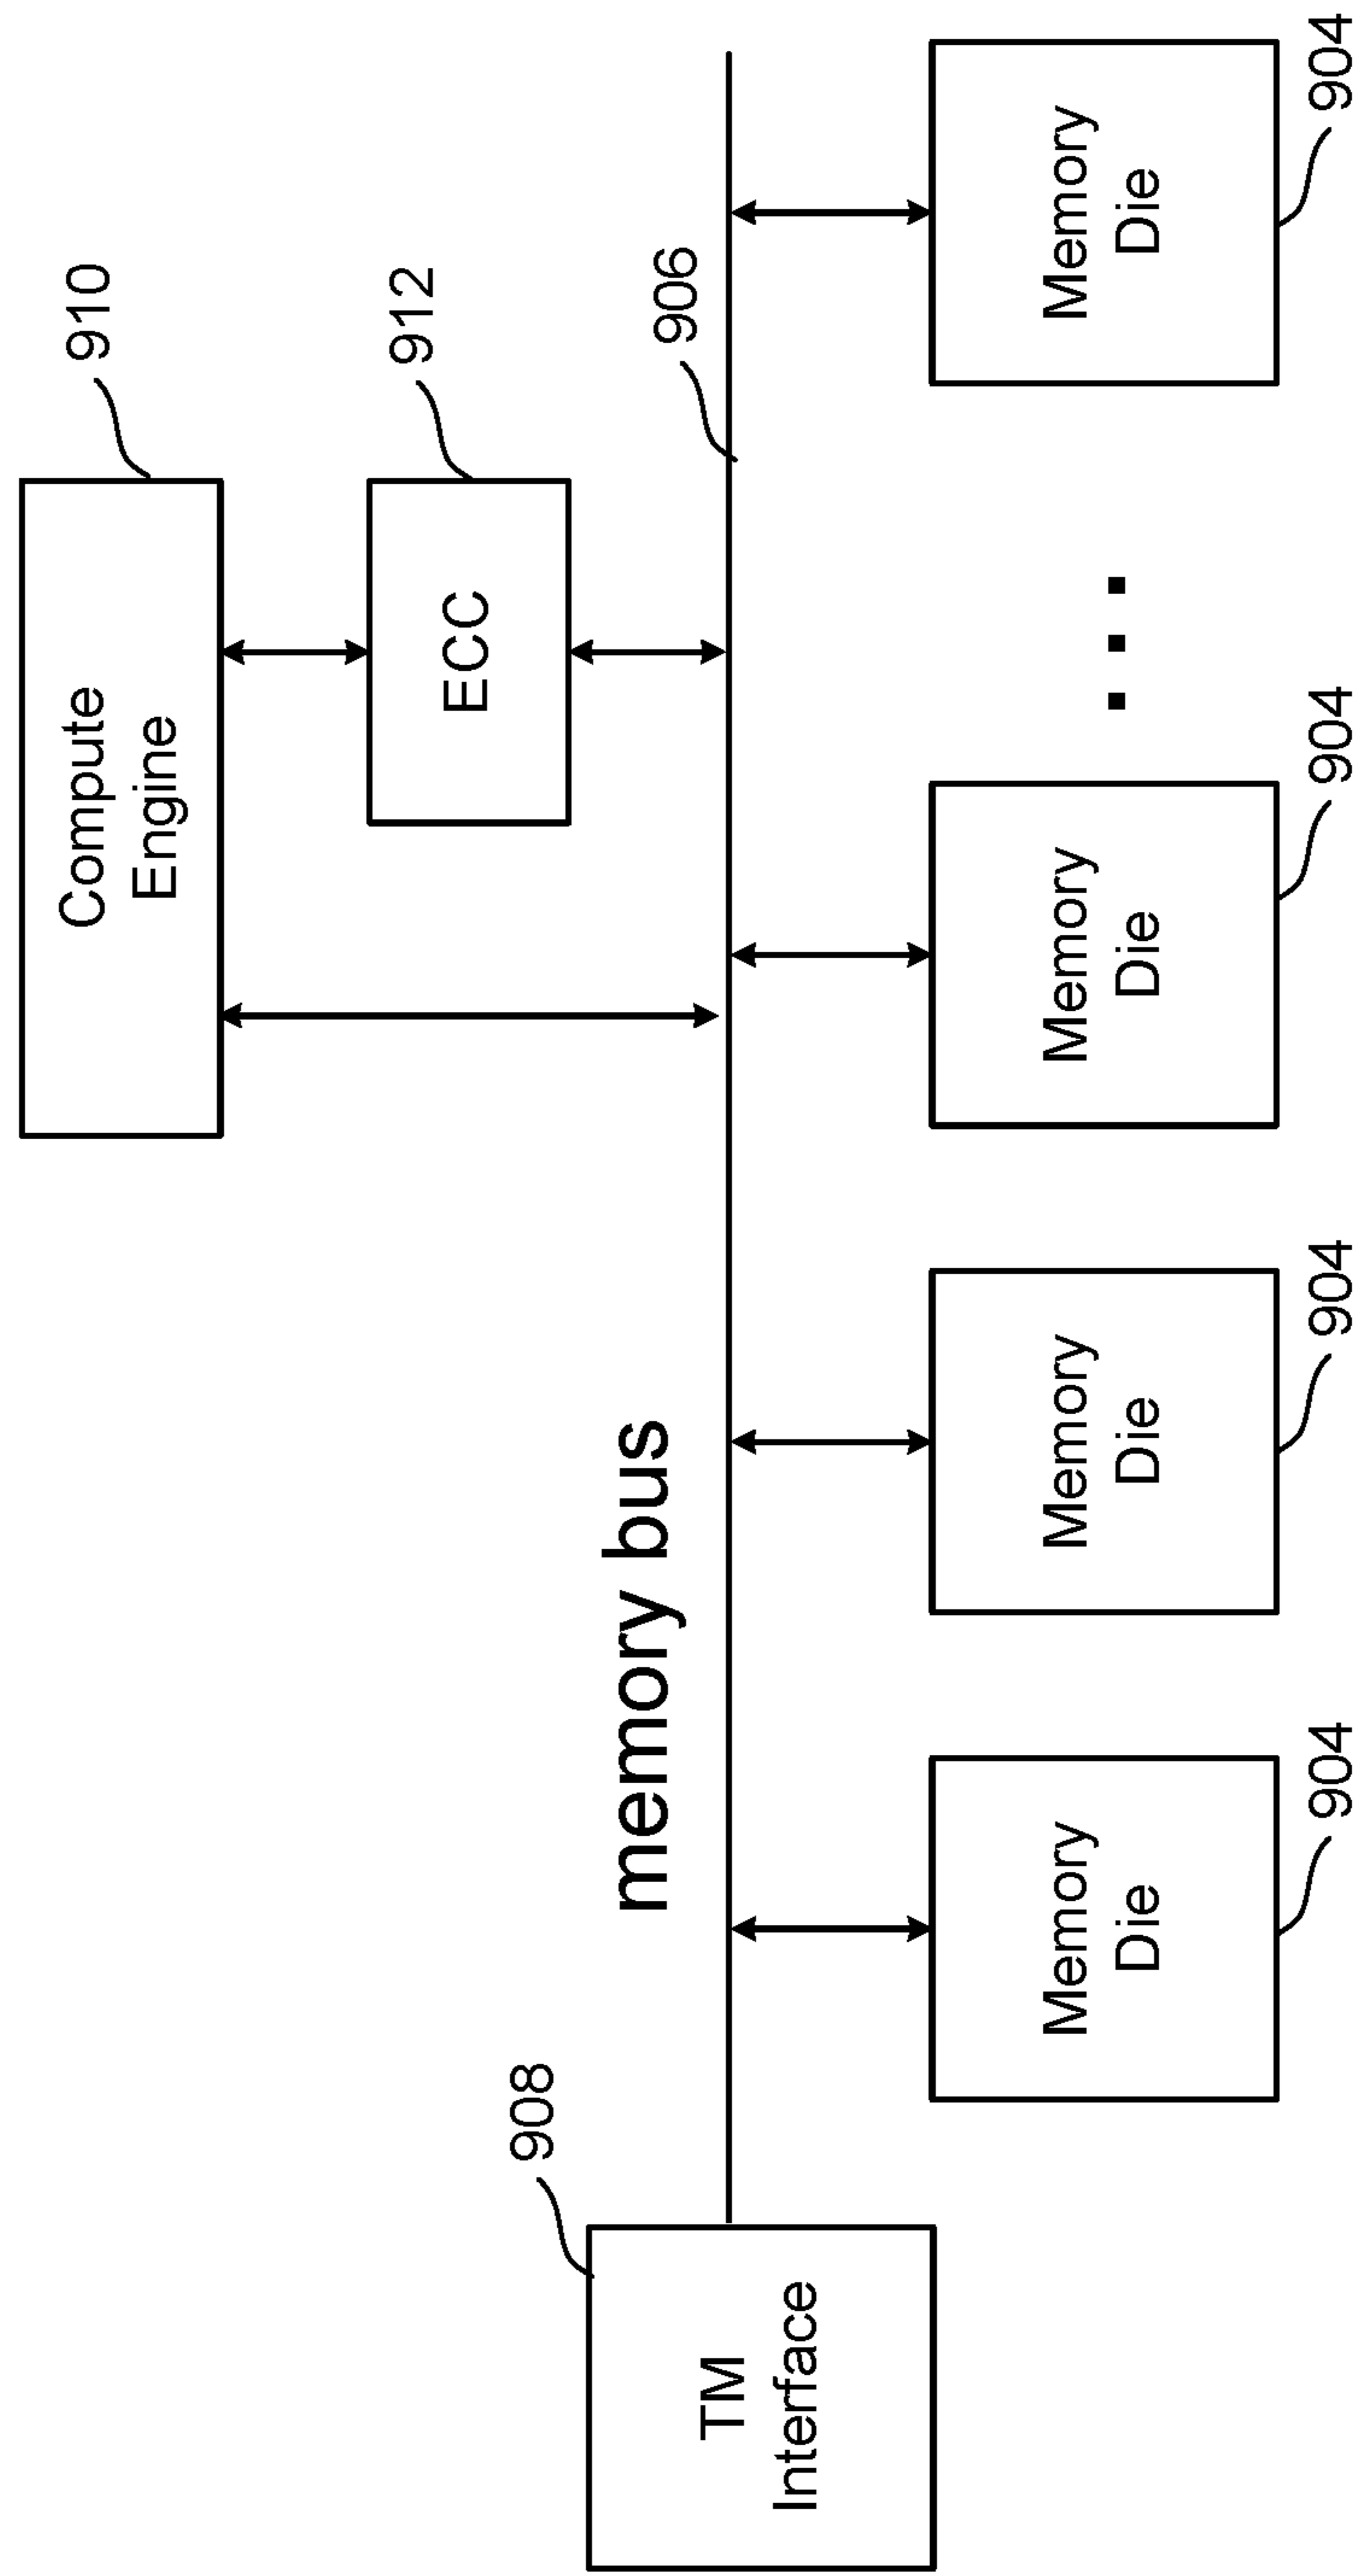 Compute
Engine
910
ECC
912
906
memory bus
908
TM
Interface
Memory
Die
904
Memory
Die
904
Memory
Die
904
Memory
Die
904